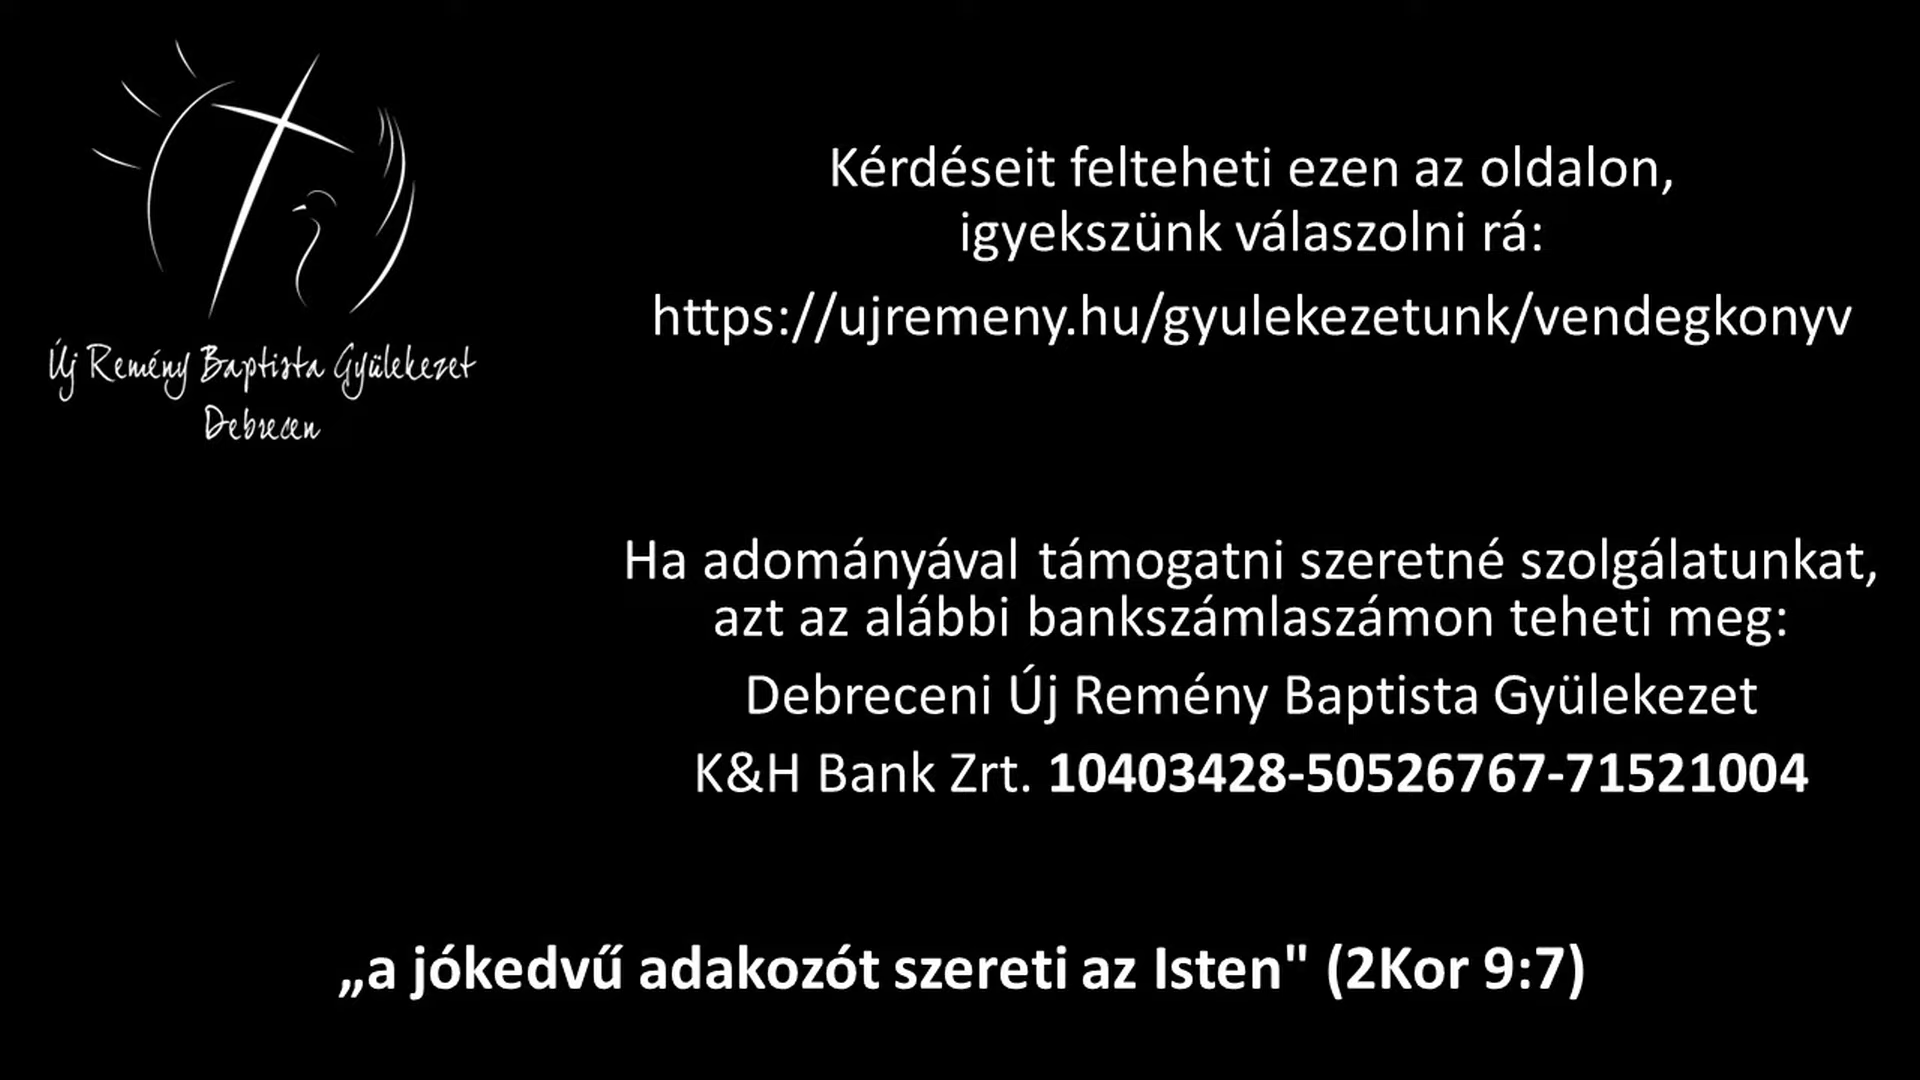 Új Remény Baptista Gyülekezet
Debrecen
Kérdéseit felteheti ezen az oldalon,
igyekszünk válaszolni rá:
https://ujremeny.hu/gyulekezetunk/vendegkonyv
Ha adományával támogatni szeretné szolgálatunkat,
azt az alábbi bankszámlaszámon teheti meg:
Debreceni Új Remény Baptista Gyülekezet
K&H Bank Zrt. 10403428-50526767-71521004
„a jókedvű adakozót szereti az Isten" (2Kor 9:7)